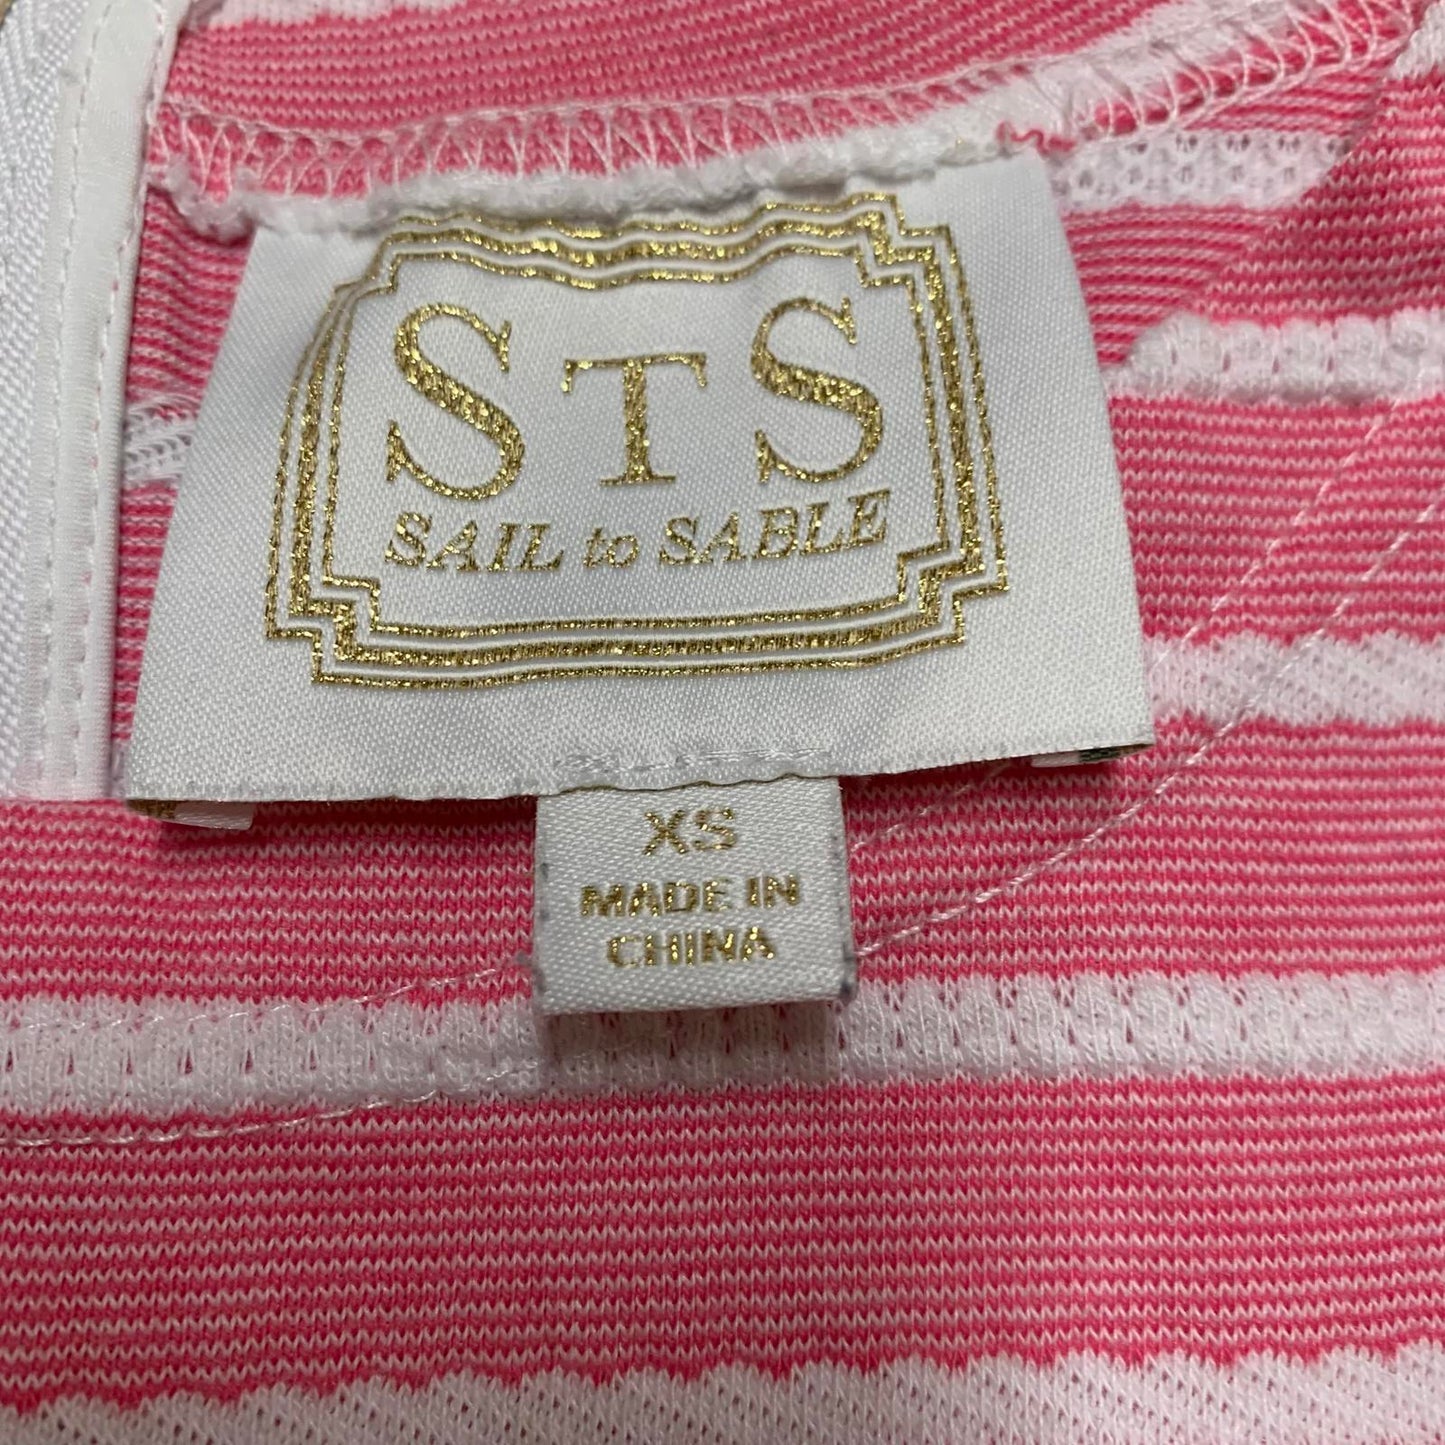 STS
SAIL to SABLE
XS
MADE IN
CHINA